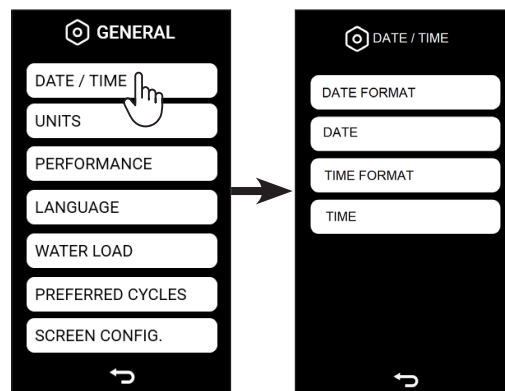 GENERAL
DATE / TIME
UNITS
PERFORMANCE
LANGUAGE
WATER LOAD
PREFERRED CYCLES
SCREEN CONFIG.
DATE / TIME
DATE FORMAT
DATE
TIME FORMAT
TIME